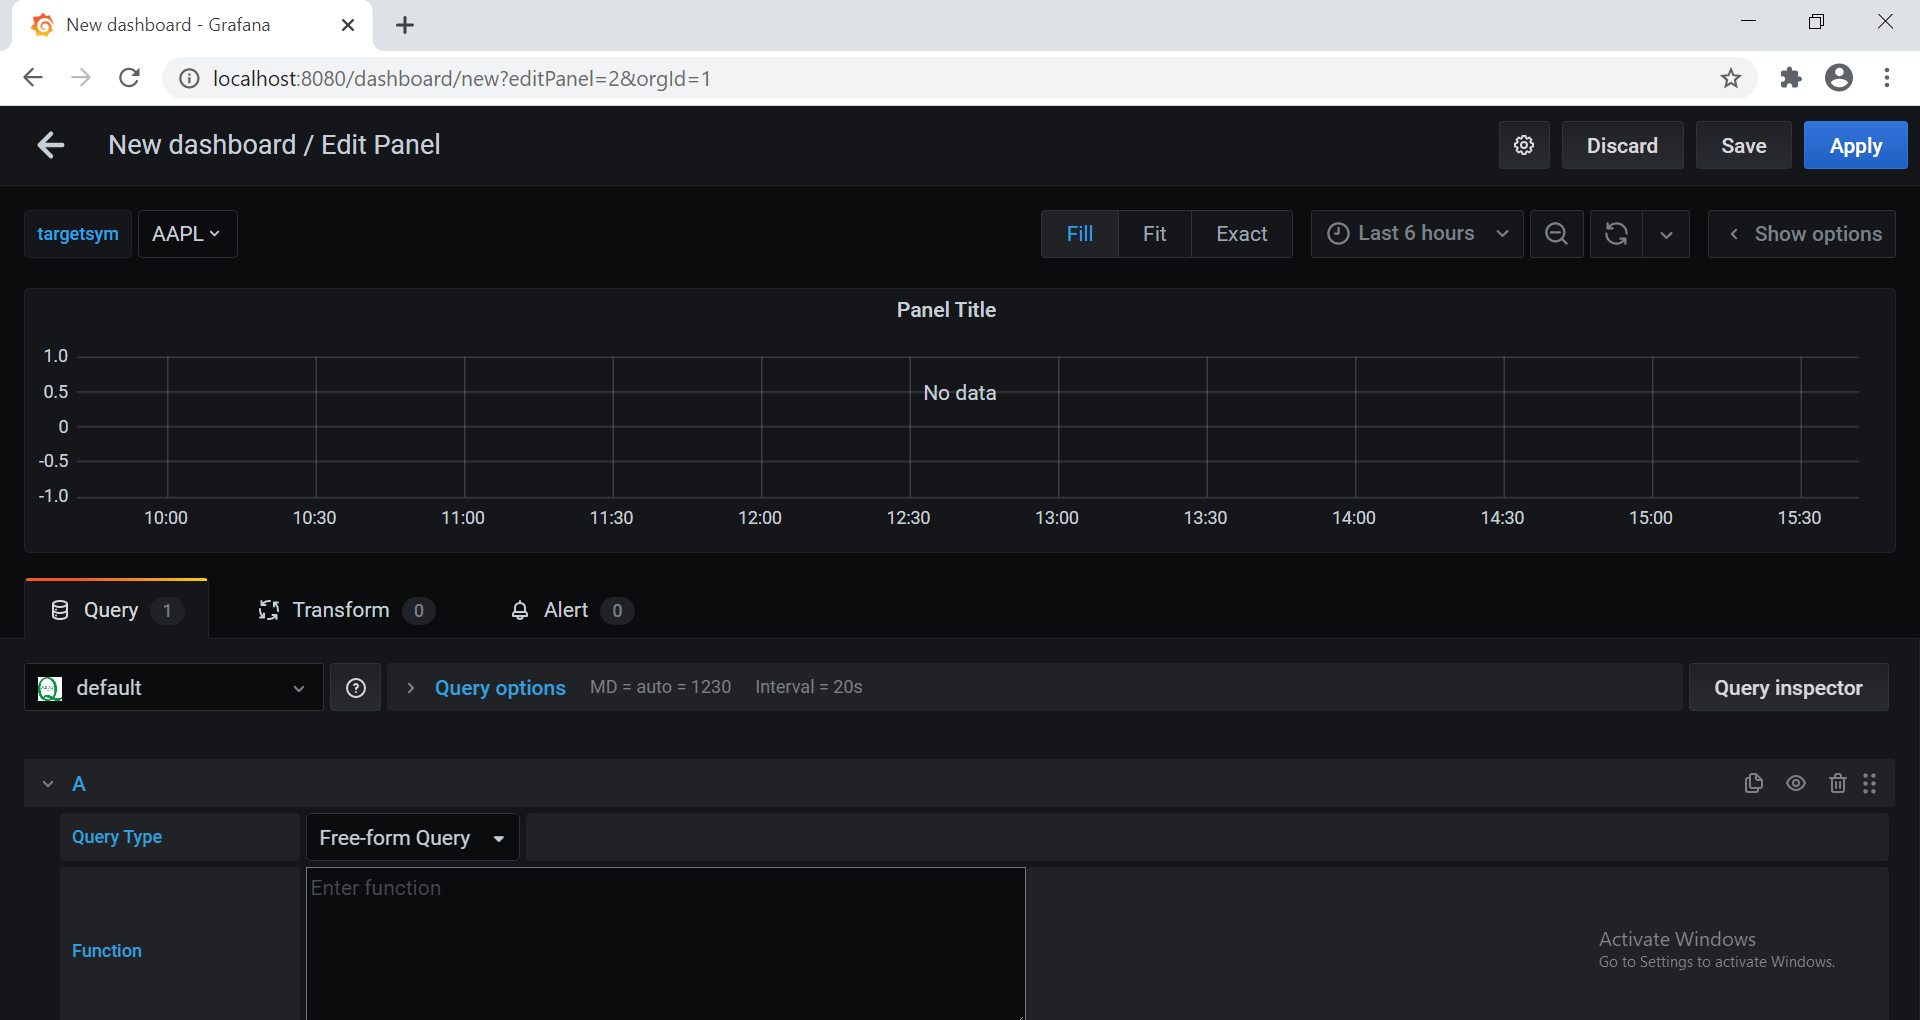 New dashboard - Grafana
localhost:8080/dashboard/new?editPanel=2&orgId=1
New dashboard / Edit Panel
Discard
Save
Apply
targetsym
AAPL
Fill
Fit
Exact
Last 6 hours
Show options
Panel Title
1.0
0.5
0
-0.5
-1.0
No data
10:00
10:30
11:00
11:30
12:00
12:30
13:00
13:30
14:00
14:30
15:00
15:30
Query 1
Transform 0
Alert 0
default
Query options
MD = auto = 1230
Interval = 20s
Query inspector
A
Query Type
Free-form Query
Function
Enter function
Activate Windows
Go to Settings to activate Windows.